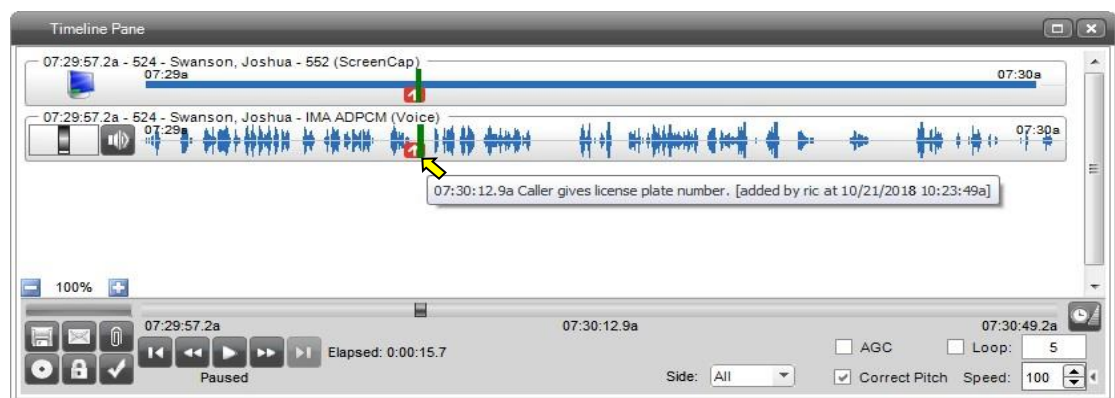 Timeline Pane
07:29:57.2a - 524 - Swanson, Joshua - 552 (ScreenCap)
07:29a 07:30a
07:29:57.2a - 524 - Swanson, Joshua - IMA ADPCM (Voice)
07:29a 07:30a
07:30:12.9a Caller gives license plate number. [added by ric at 10/21/2018 10:23:49a]
100%
07:29:57.2a 07:30:12.9a 07:30:49.2a
Elapsed: 0:00:15.7
AGC Loop: 5
Paused Side: All Correct Pitch Speed: 100